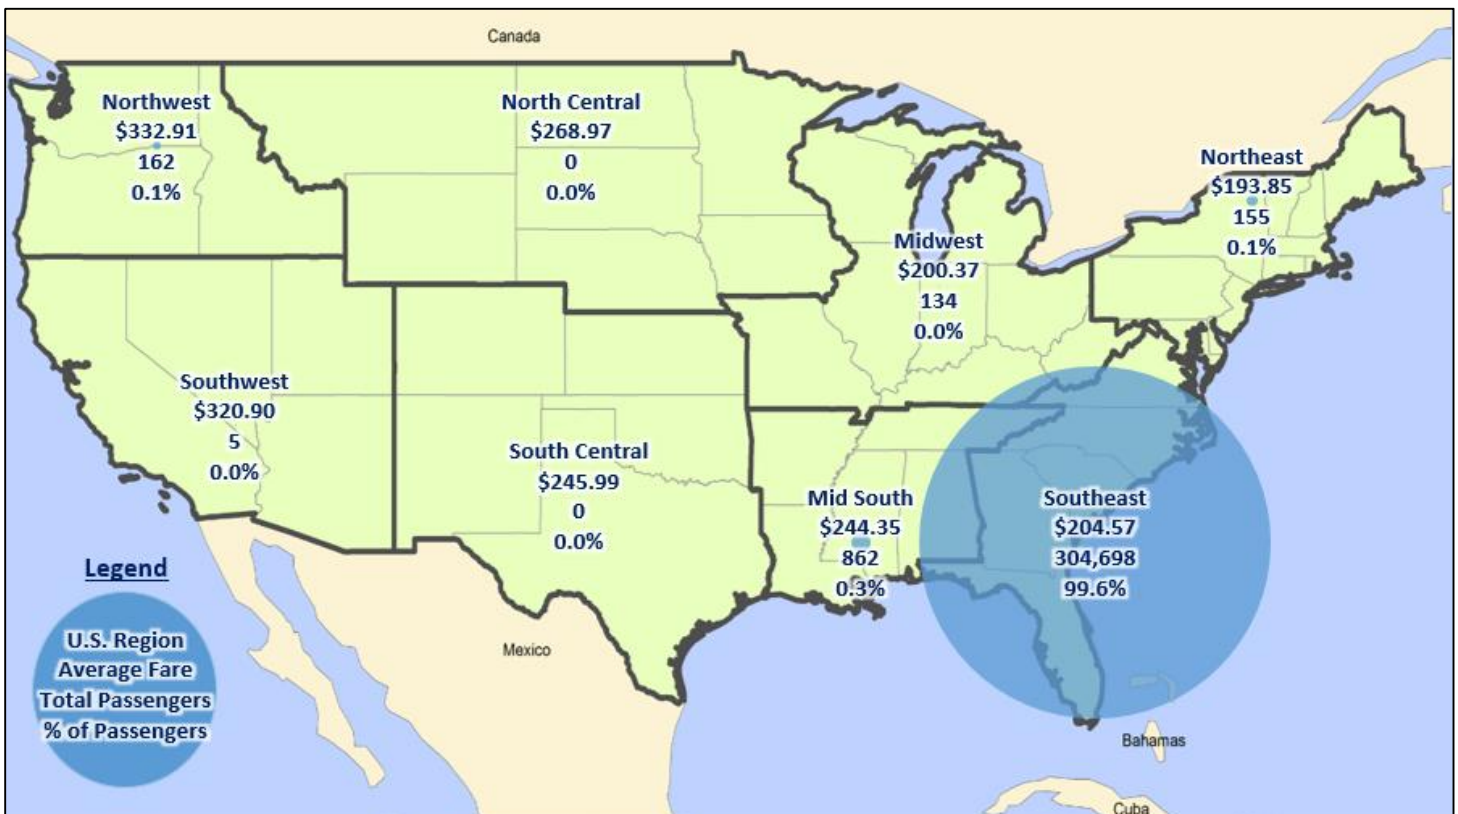 Canada
Northwest
$332.91
162
0.1%
North Central
$268.97
0
0.0%
Northeast
$193.85
155
0.1%
Midwest
$200.37
134
0.0%
Southwest
$320.90
5
0.0%
South Central
$245.99
0
0.0%
Mid South
$244.35
862
0.3%
Southeast
$204.57
304,698
99.6%
Legend
U.S. Region
Average Fare
Total Passengers
% of Passengers
Mexico
Bahamas
Cuba